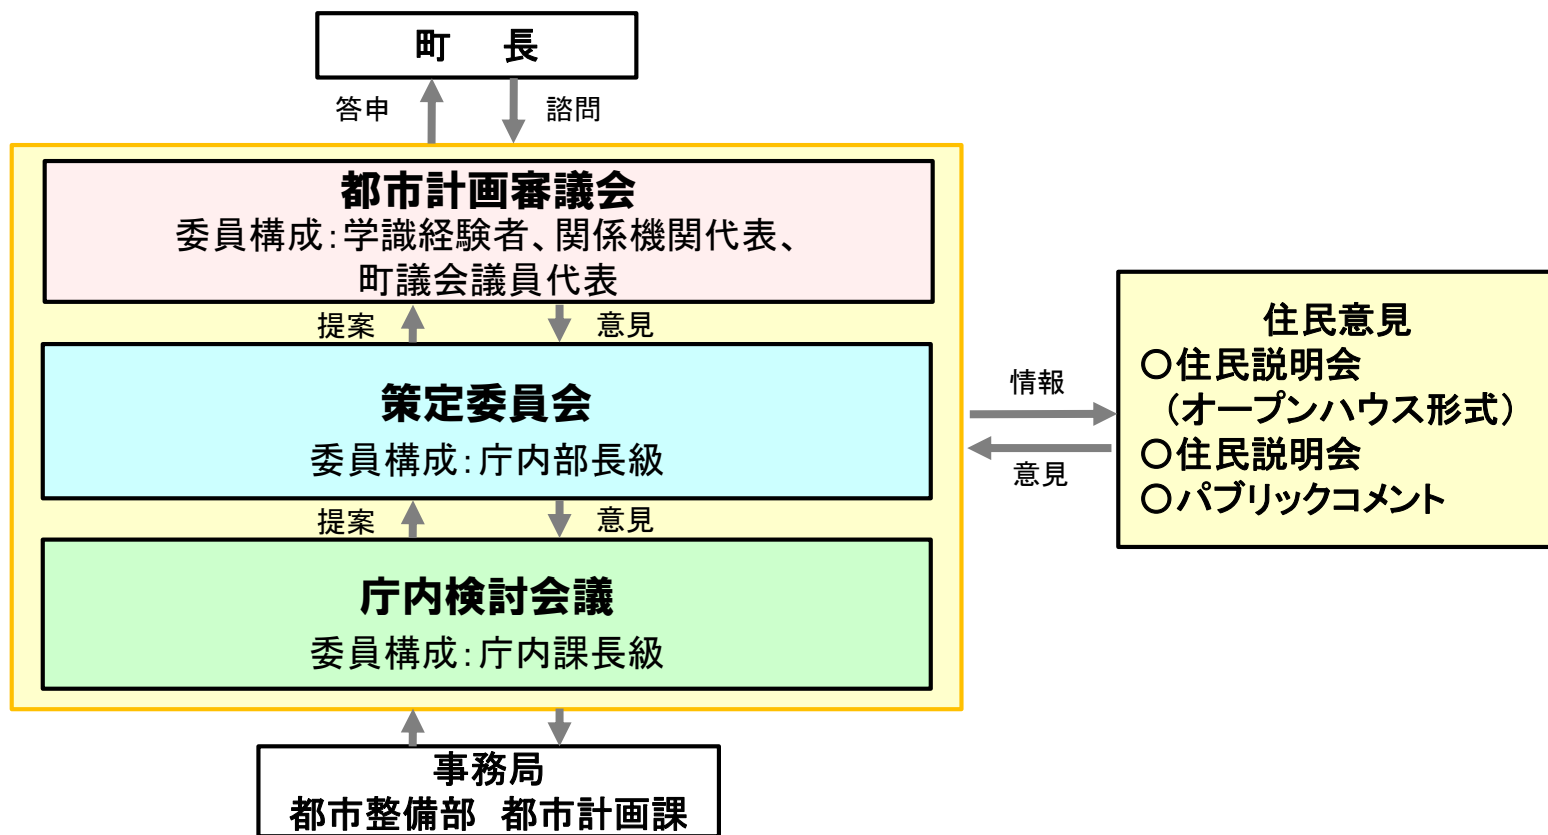 町　長
答申
諮問
都市計画審議会
委員構成：学識経験者、関係機関代表、
町議会議員代表
提案
意見
策定委員会
委員構成：庁内部長級
提案
意見
庁内検討会議
委員構成：庁内課長級
事務局
都市整備部　都市計画課
情報
意見
住民意見
○住民説明会
（オープンハウス形式）
○住民説明会
○パブリックコメント